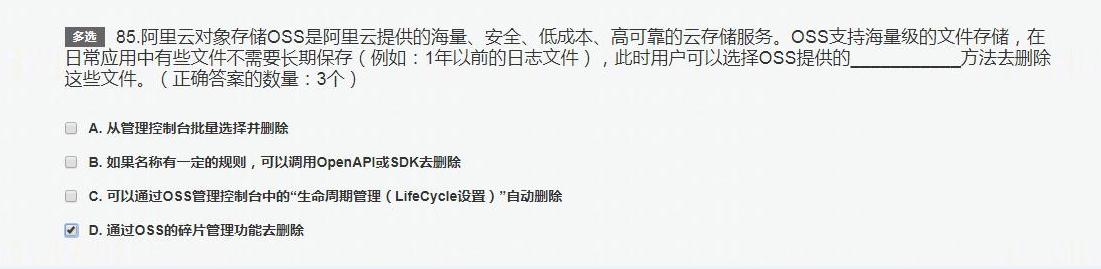 多选 85.阿里云对象存储OSS是阿里云提供的海量、安全、低成本、高可靠的云存储服务。OSS支持海量级的文件存储，在
日常应用中有些文件不需要长期保存（例如：1年以前的日志文件），此时用户可以选择OSS提供的____________方法去删除
这些文件。（正确答案的数量：3个）
A. 从管理控制台批量选择并删除
B. 如果名称有一定的规则，可以调用OpenAPI或SDK去删除
C. 可以通过OSS管理控制台中的“生命周期管理（LifeCycle设置）”自动删除
D. 通过OSS的碎片管理功能去删除